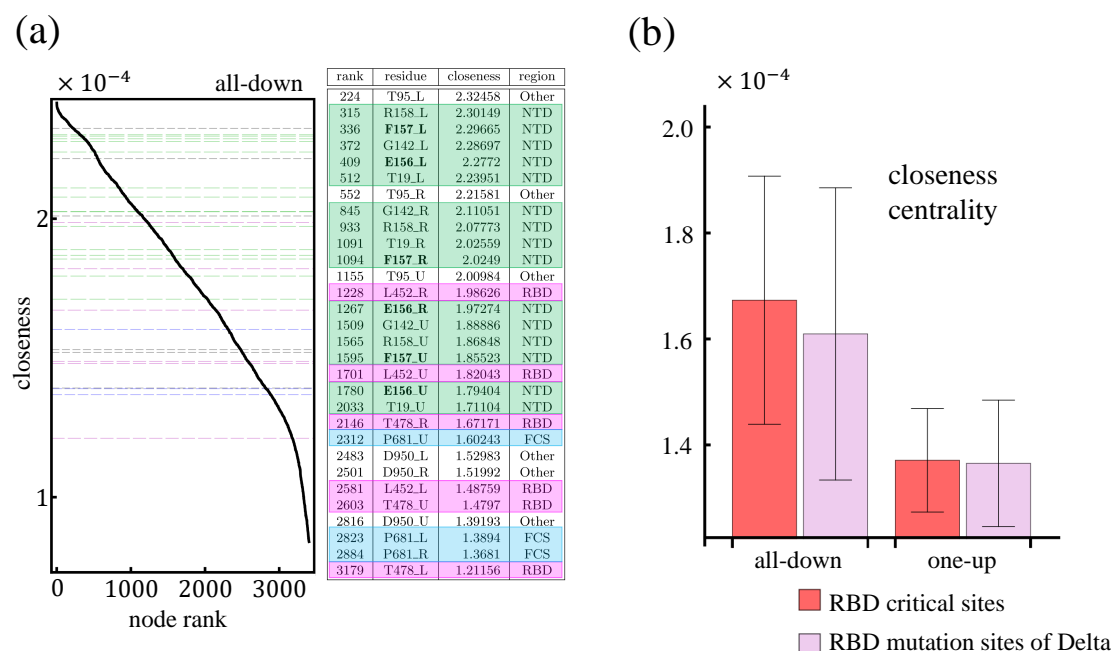 (a)
× 10⁻⁴ all-down
2
1
closeness
0 1000 2000 3000
node rank
rank residue closeness region
224 T95_L 2.32458 Other
315 R158_L 2.30149 NTD
336 F157_L 2.29665 NTD
372 G142_L 2.28697 NTD
409 E156_L 2.2772 NTD
512 T19_L 2.23951 NTD
552 T95_R 2.21581 Other
845 G142_R 2.11051 NTD
933 R158_R 2.07773 NTD
1091 T19_R 2.02559 NTD
1094 F157_R 2.0249 NTD
1155 T95_U 2.00984 Other
1228 L452_R 1.98626 RBD
1267 E156_R 1.97274 NTD
1509 G142_U 1.88886 NTD
1565 R158_U 1.86848 NTD
1595 F157_U 1.85523 NTD
1701 L452_U 1.82043 RBD
1780 E156_U 1.79404 NTD
2033 T19_U 1.71104 NTD
2146 T478_R 1.67171 RBD
2312 P681_U 1.60243 FCS
2483 D950_L 1.52983 Other
2501 D950_R 1.51992 Other
2581 L452_L 1.48759 RBD
2603 T478_U 1.4797 RBD
2816 D950_U 1.39193 Other
2823 P681_L 1.3894 FCS
2884 P681_R 1.3681 FCS
3179 T478_L 1.21156 RBD
(b)
× 10⁻⁴
2.0
1.8
1.6
1.4
closeness
centrality
all-down one-up
RBD critical sites
RBD mutation sites of Delta